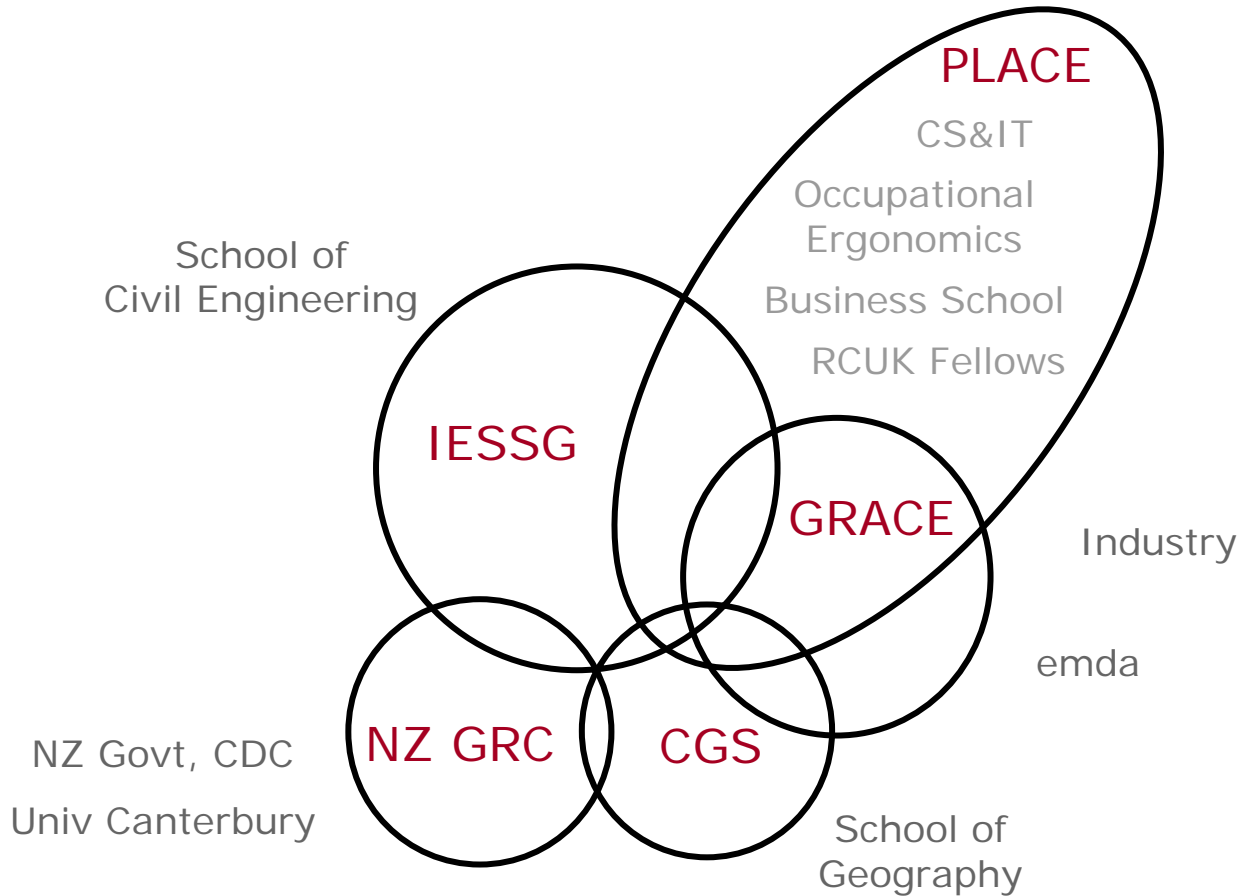 PLACE
CS&IT
Occupational
Ergonomics
Business School
RCUK Fellows
School of
Civil Engineering
IESSG
GRACE
Industry
emda
NZ GRC
CGS
NZ Govt, CDC
Univ Canterbury
School of
Geography